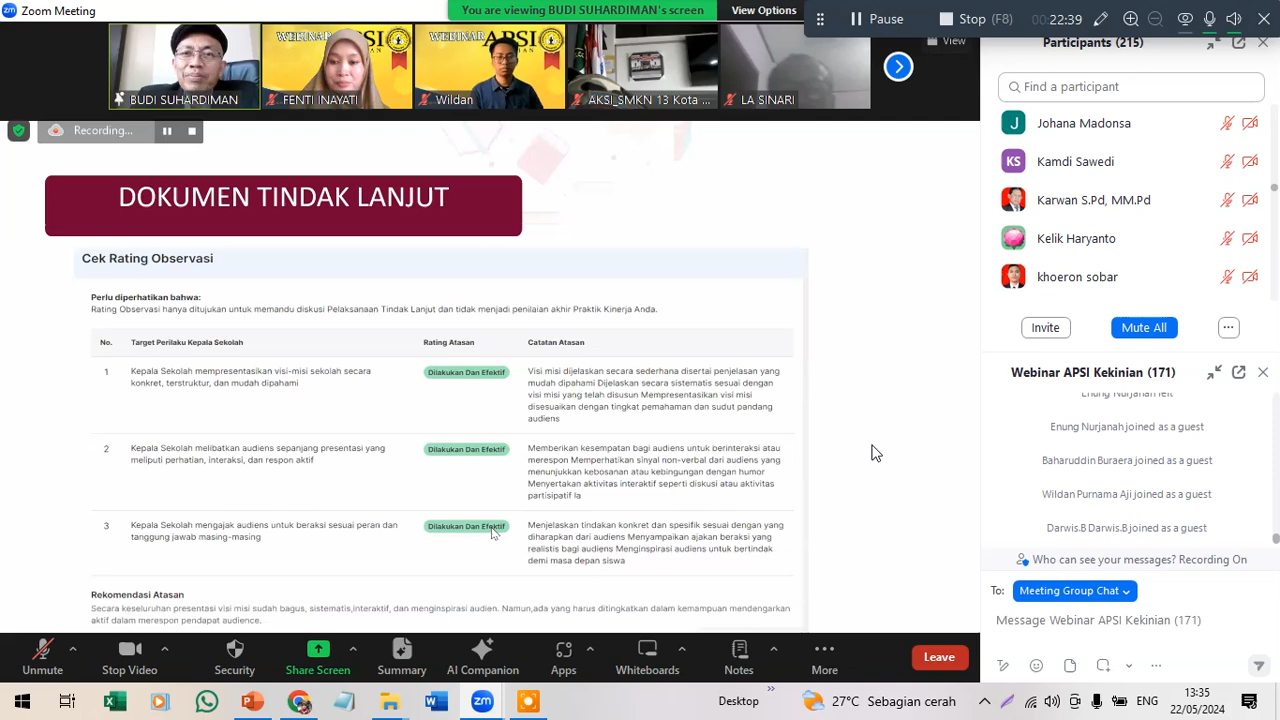 Zoom Meeting
You are viewing BUDI SUHARDIMAN's screen
View Options
Pause
Stop (F8)
View
BUDI SUHARDIMAN
FENTI INAYATI
Wildan
AKSI_SMKN 13 Kota ...
LA SINARI
Recording...
DOKUMEN TINDAK LANJUT
Cek Rating Observasi
Perlu diperhatikan bahwa:
Rating Observasi hanya ditujukan untuk memandu diskusi Pelaksanaan Tindak Lanjut dan tidak menjadi penilaian akhir Praktik Kinerja Anda.
No. Target Perilaku Kepala Sekolah Rating Atasan Catatan Atasan
1 Kepala Sekolah mempresentasikan visi-misi sekolah secara
konkret, terstruktur, dan mudah dipahami
Dilakukan Dan Efektif
Visi misi dijelaskan secara sederhana disertai penjelasan yang
mudah dipahami Dijelaskan secara sistematis sesuai dengan
visi misi yang telah disusun Mempresentasikan visi misi
disesuaikan dengan tingkat pemahaman dan sudut pandang
audiens
2 Kepala Sekolah melibatkan audiens sepanjang presentasi yang
meliputi perhatian, interaksi, dan respon aktif
Dilakukan Dan Efektif
Memberikan kesempatan bagi audiens untuk berinteraksi atau
merespon Memperhatikan sinyal non-verbal dari audiens yang
menunjukkan kebosanan atau kebingungan dengan humor
Menyertakan aktivitas interaktif seperti diskusi atau aktivitas
partisipatif la
3 Kepala Sekolah mengajak audiens untuk beraksi sesuai peran dan
tanggung jawab masing-masing
Dilakukan Dan Efektif
Menjelaskan tindakan konkret dan spesifik sesuai dengan yang
diharapkan dari audiens Menyampaikan ajakan beraksi yang
realistis bagi audiens Menginspirasi audiens untuk bertindak
demi masa depan siswa
Rekomendasi Atasan
Secara keseluruhan presentasi visi misi sudah bagus, sistematis,interaktif, dan menginspirasi audien. Namun,ada yang harus ditingkatkan dalam kemampuan mendengarkan
aktif dalam merespon pendapat audience.
Participants (215)
Find a participant
J Johana Madonsa
KS Kamdi Sawedi
Karwan S.Pd, MM.Pd
Kelik Haryanto
khoeron sobar
Invite
Mute All
Webinar APSI Kekinian (171)
Enung Nurjanah left
Enung Nurjanah joined as a guest
Baharuddin Buraera joined as a guest
Wildan Purnama Aji joined as a guest
Darwis.B Darwis.B joined as a guest
Who can see your messages? Recording On
To: Meeting Group Chat
Message Webinar APSI Kekinian (171)
Unmute
Stop Video
Security
Share Screen
Summary
AI Companion
Apps
Whiteboards
Notes
More
Leave
Desktop
27°C Sebagian cerah
ENG
13:35
22/05/2024